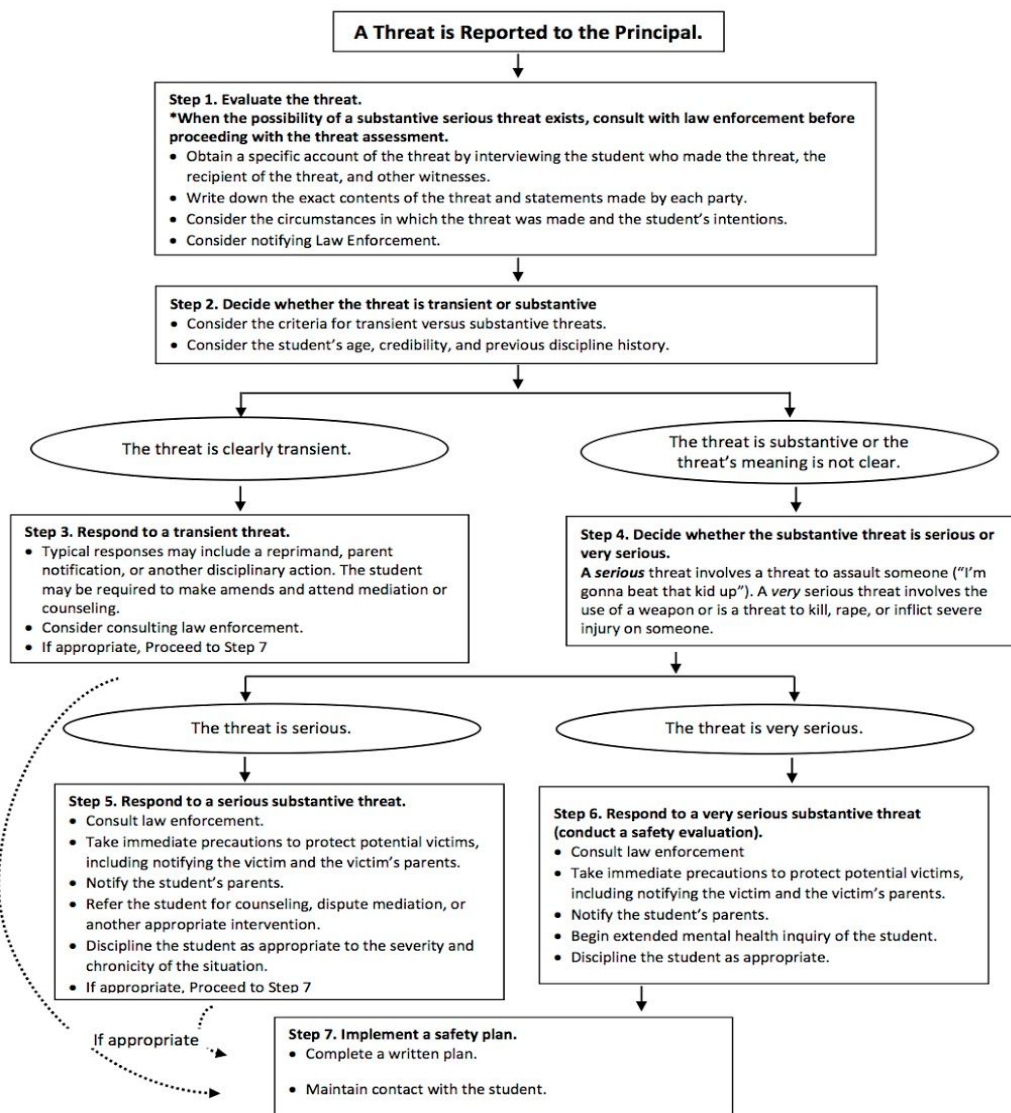 A Threat is Reported to the Principal.
Step 1. Evaluate the threat.
*When the possibility of a substantive serious threat exists, consult with law enforcement before
proceeding with the threat assessment.
• Obtain a specific account of the threat by interviewing the student who made the threat, the
recipient of the threat, and other witnesses.
• Write down the exact contents of the threat and statements made by each party.
• Consider the circumstances in which the threat was made and the student's intentions.
• Consider notifying Law Enforcement.
Step 2. Decide whether the threat is transient or substantive
• Consider the criteria for transient versus substantive threats.
• Consider the student's age, credibility, and previous discipline history.
The threat is clearly transient.
The threat is substantive or the
threat's meaning is not clear.
Step 3. Respond to a transient threat.
• Typical responses may include a reprimand, parent
notification, or another disciplinary action. The student
may be required to make amends and attend mediation or
counseling.
• Consider consulting law enforcement.
• If appropriate, Proceed to Step 7
Step 4. Decide whether the substantive threat is serious or
very serious.
A serious threat involves a threat to assault someone ("I'm
gonna beat that kid up"). A very serious threat involves the
use of a weapon or is a threat to kill, rape, or inflict severe
injury on someone.
The threat is serious.
The threat is very serious.
Step 5. Respond to a serious substantive threat.
• Consult law enforcement.
• Take immediate precautions to protect potential victims,
including notifying the victim and the victim's parents.
• Notify the student's parents.
• Refer the student for counseling, dispute mediation, or
another appropriate intervention.
• Discipline the student as appropriate to the severity and
chronicity of the situation.
• If appropriate, Proceed to Step 7
Step 6. Respond to a very serious substantive threat
(conduct a safety evaluation).
• Consult law enforcement
• Take immediate precautions to protect potential victims,
including notifying the victim and the victim's parents.
• Notify the student's parents.
• Begin extended mental health inquiry of the student.
• Discipline the student as appropriate.
If appropriate
Step 7. Implement a safety plan.
• Complete a written plan.
• Maintain contact with the student.